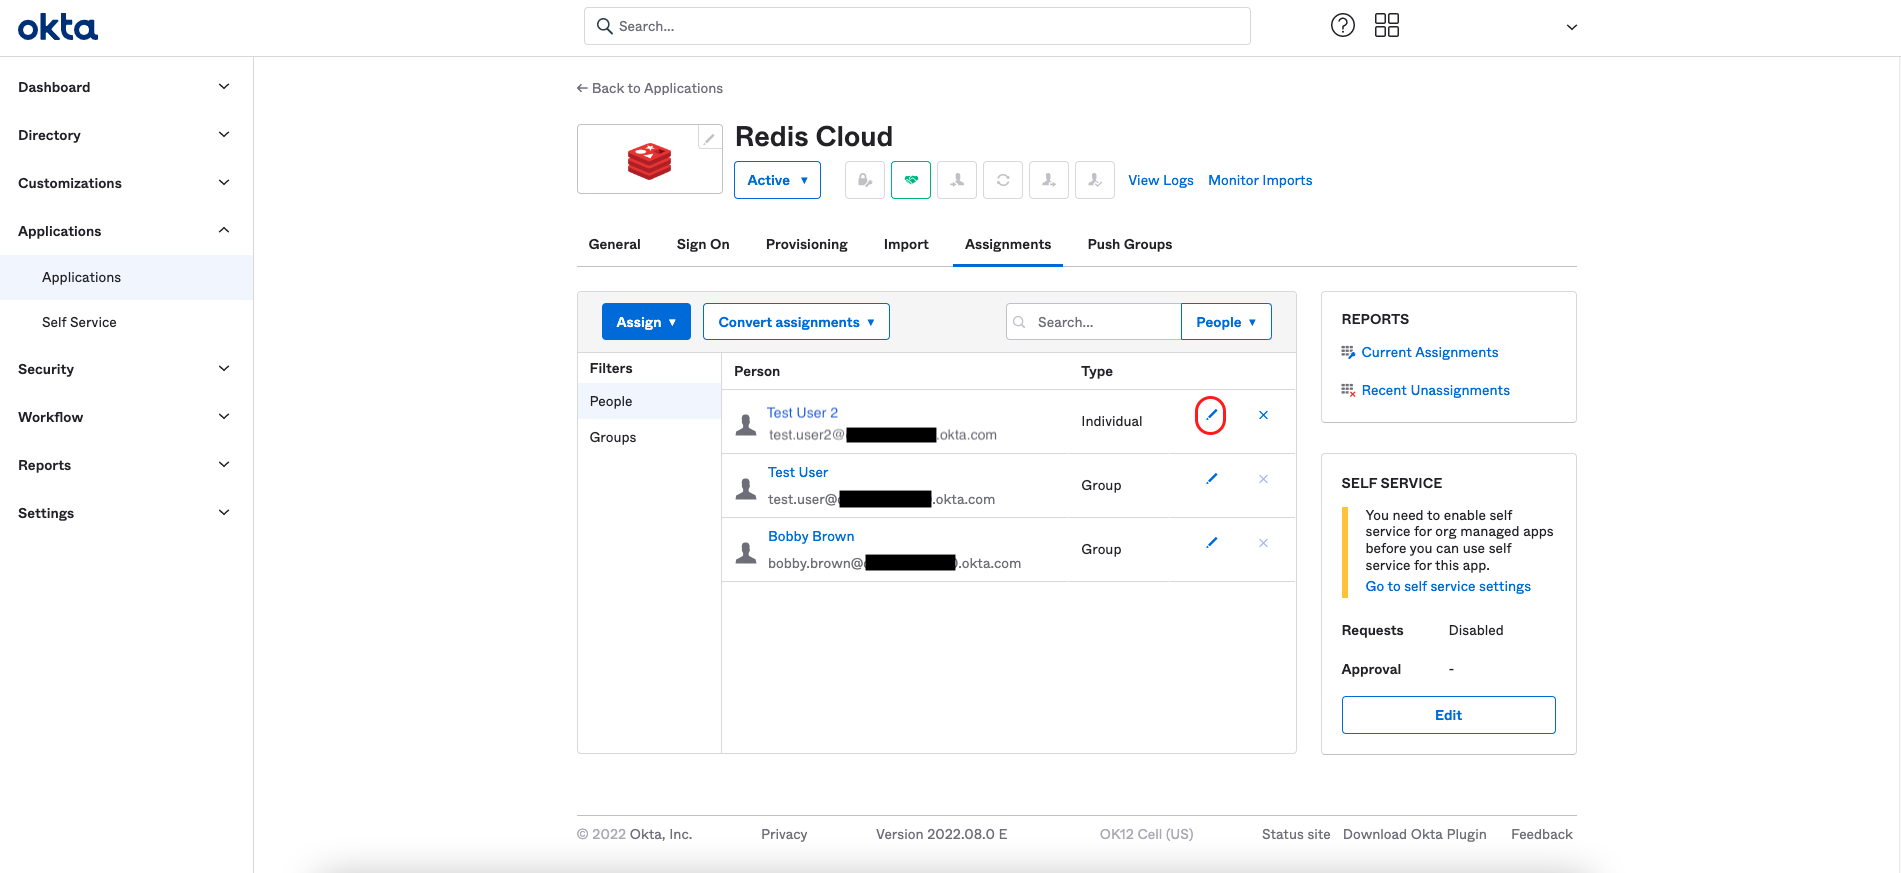 okta
Search...
Dashboard
Directory
Customizations
Applications
Applications
Self Service
Security
Workflow
Reports
Settings
← Back to Applications
Redis Cloud
Active ▼
View Logs Monitor Imports
General Sign On Provisioning Import Assignments Push Groups
Assign ▼ Convert assignments ▼ Search... People ▼
Filters
People
Groups
Person Type
Test User 2
test.user2@ .okta.com
Individual
Test User
test.user@ .okta.com
Group
Bobby Brown
bobby.brown@ .okta.com
Group
REPORTS
Current Assignments
Recent Unassignments
SELF SERVICE
You need to enable self
service for org managed apps
before you can use self
service for this app.
Go to self service settings
Requests Disabled
Approval -
Edit
© 2022 Okta, Inc. Privacy Version 2022.08.0 E OK12 Cell (US) Status site Download Okta Plugin Feedback